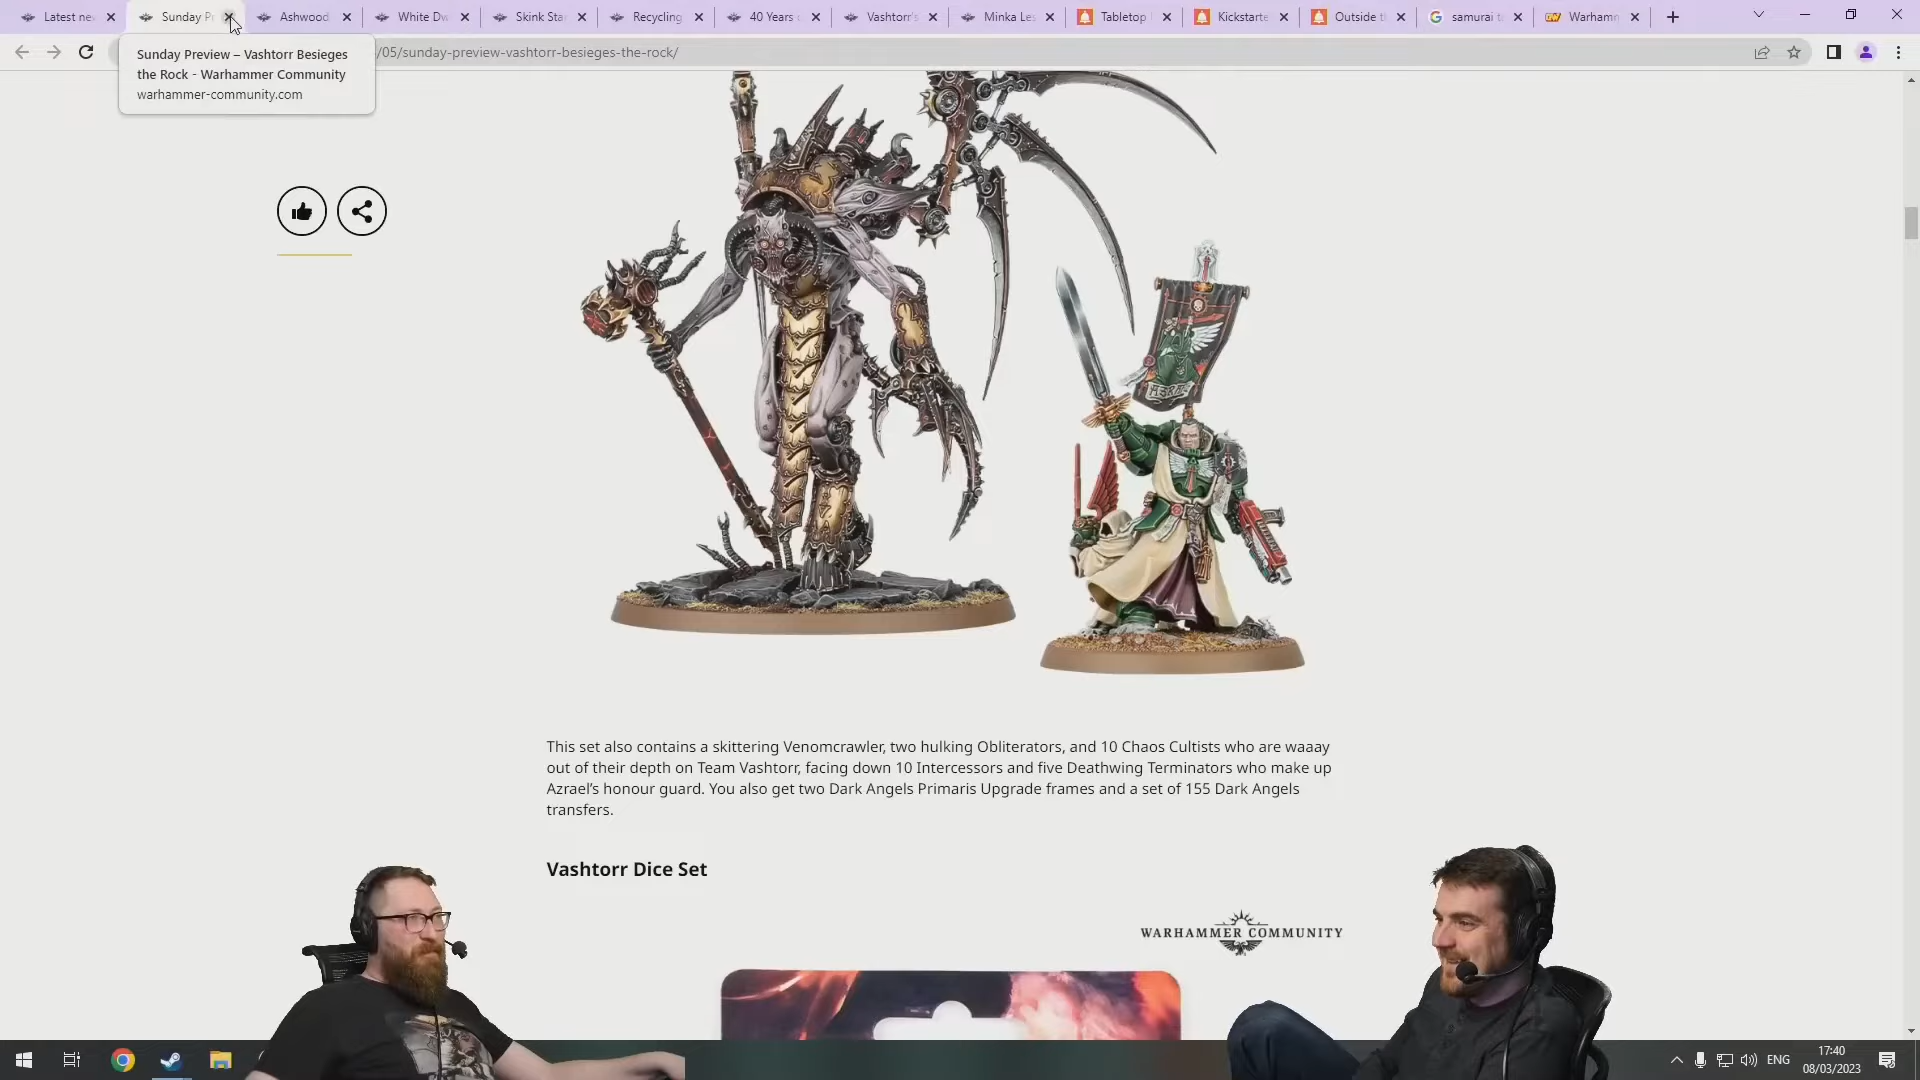 Latest ne
Sunday P
Ashwood
White Dw
Skink Sta
Recycling
40 Years
Vashtorr's
Minka Les
Tabletop
Kickstarte
Outside t
samurai t
Warhamm
/05/sunday-preview-vashtorr-besieges-the-rock/
Sunday Preview – Vashtorr Besieges
the Rock - Warhammer Community
warhammer-community.com
This set also contains a skittering Venomcrawler, two hulking Obliterators, and 10 Chaos Cultists who are waaay
out of their depth on Team Vashtorr, facing down 10 Intercessors and five Deathwing Terminators who make up
Azrael's honour guard. You also get two Dark Angels Primaris Upgrade frames and a set of 155 Dark Angels
transfers.
Vashtorr Dice Set
WARHAMMER COMMUNITY
ENG
17:40
08/03/2023